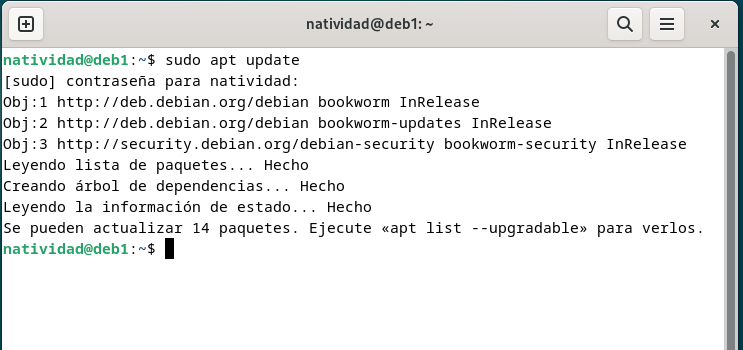 natividad@deb1: ~
natividad@deb1:~$ sudo apt update
[sudo] contraseña para natividad:
Obj:1 http://deb.debian.org/debian bookworm InRelease
Obj:2 http://deb.debian.org/debian bookworm-updates InRelease
Obj:3 http://security.debian.org/debian-security bookworm-security InRelease
Leyendo lista de paquetes... Hecho
Creando árbol de dependencias... Hecho
Leyendo la información de estado... Hecho
Se pueden actualizar 14 paquetes. Ejecute «apt list --upgradable» para verlos.
natividad@deb1:~$